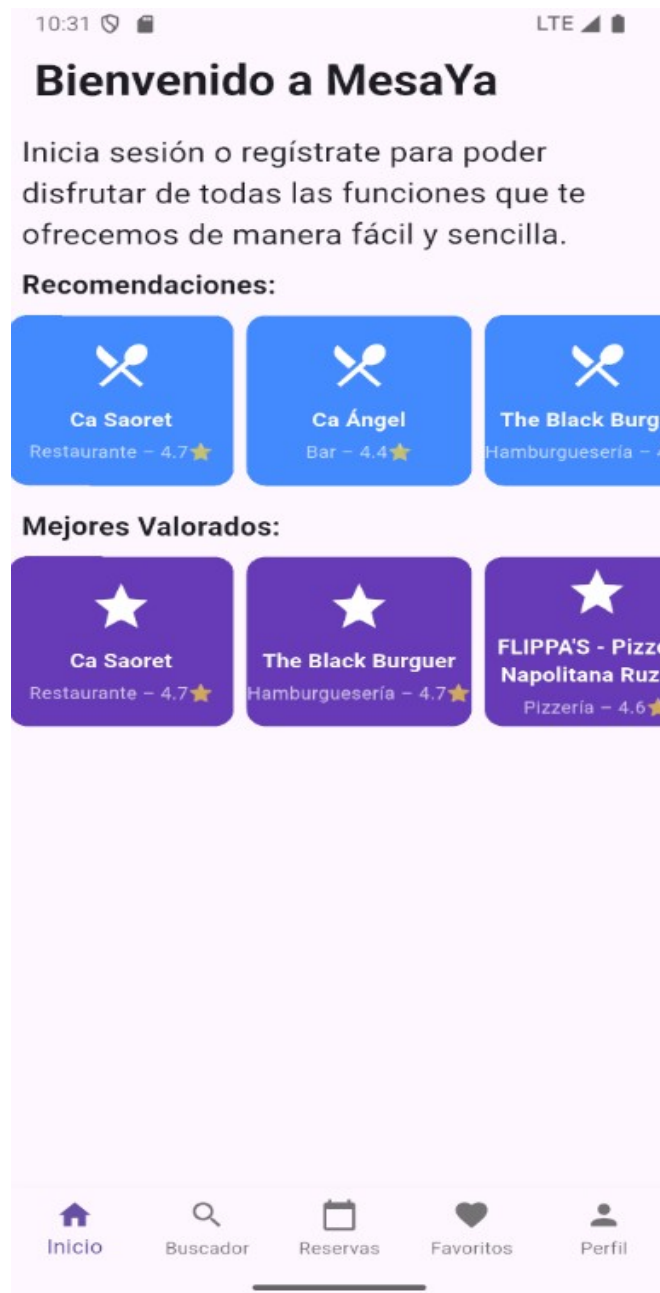 10:31
LTE
Bienvenido a MesaYa
Inicia sesión o regístrate para poder
disfrutar de todas las funciones que te
ofrecemos de manera fácil y sencilla.
Recomendaciones:
Ca Saoret
Restaurante – 4.7⭐
Ca Ángel
Bar – 4.4⭐
The Black Burg
Hamburguesería –
Mejores Valorados:
Ca Saoret
Restaurante – 4.7⭐
The Black Burguer
Hamburguesería – 4.7⭐
FLIPPA'S - Pizz
Napolitana Ruz
Pizzería – 4.6⭐
Inicio
Buscador
Reservas
Favoritos
Perfil